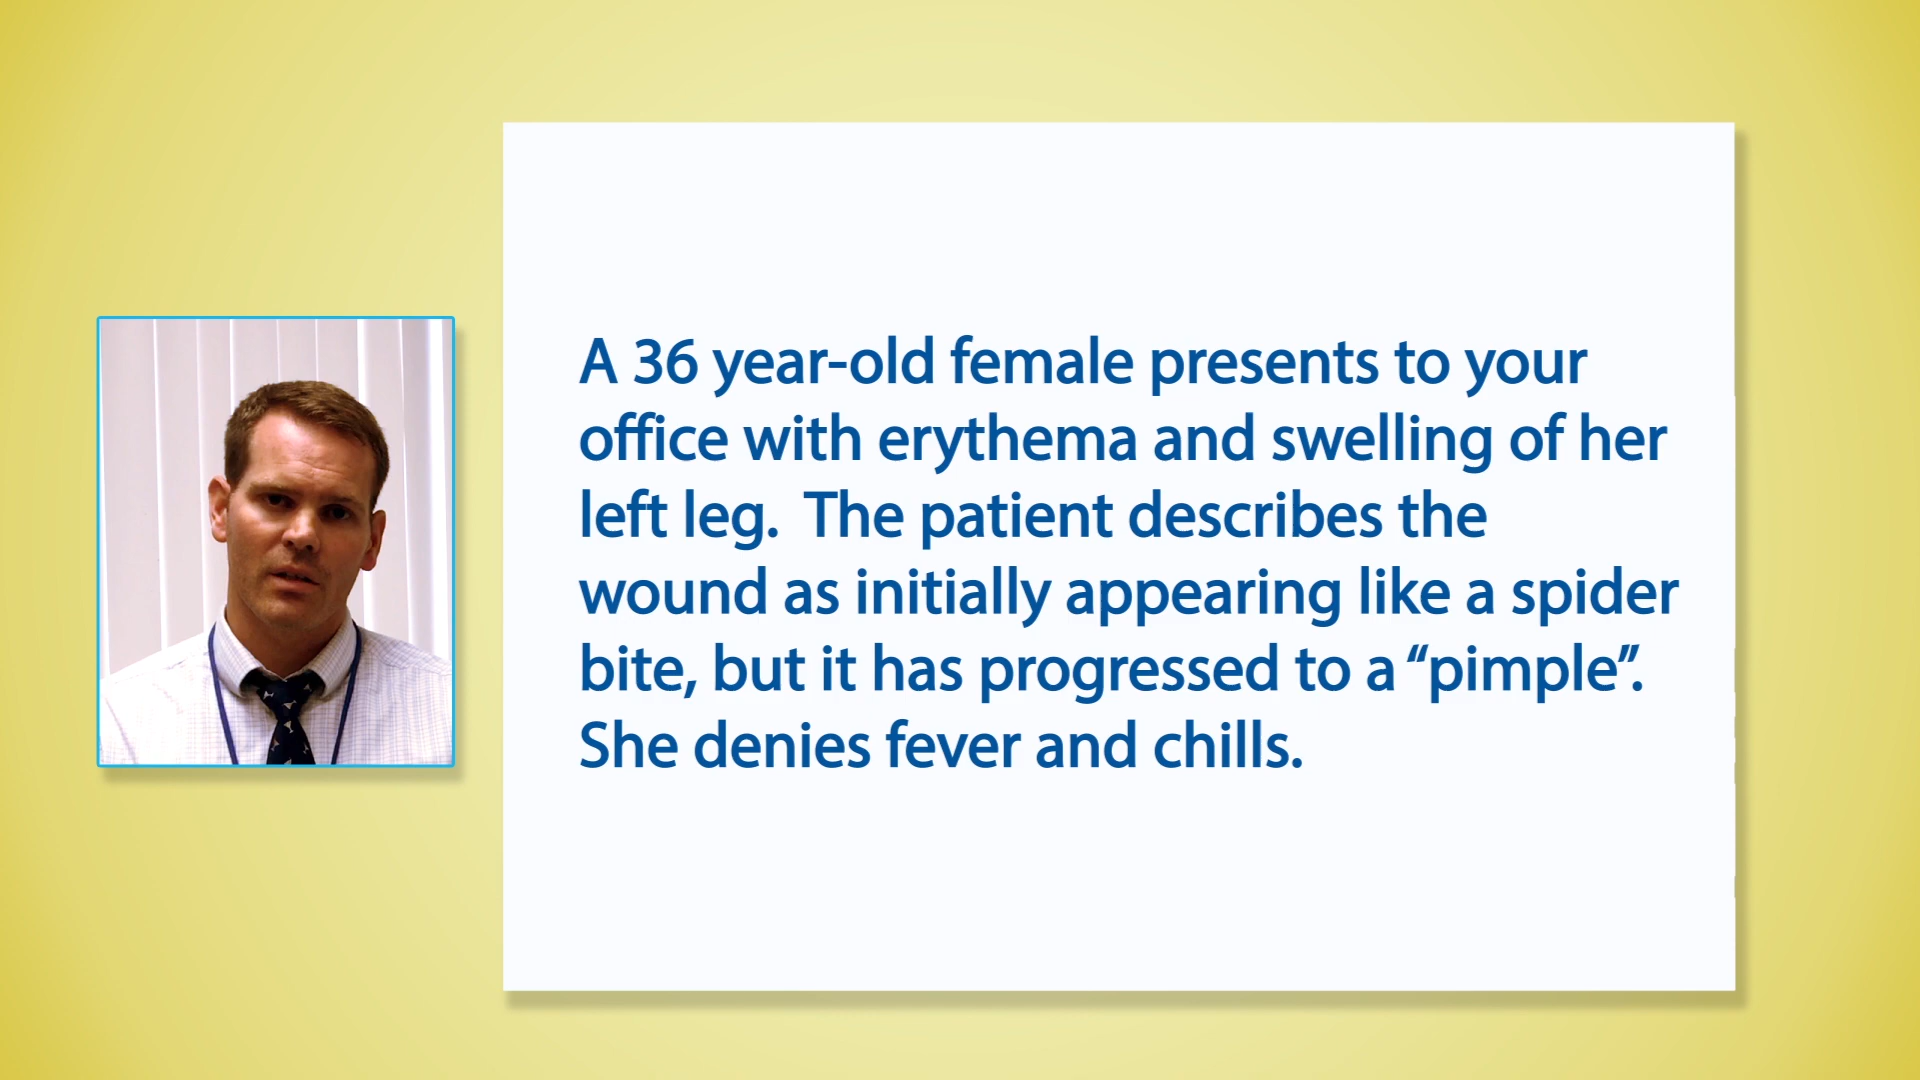 A 36 year-old female presents to your
office with erythema and swelling of her
left leg.  The patient describes the
wound as initially appearing like a spider
bite, but it has progressed to a “pimple”.
She denies fever and chills.